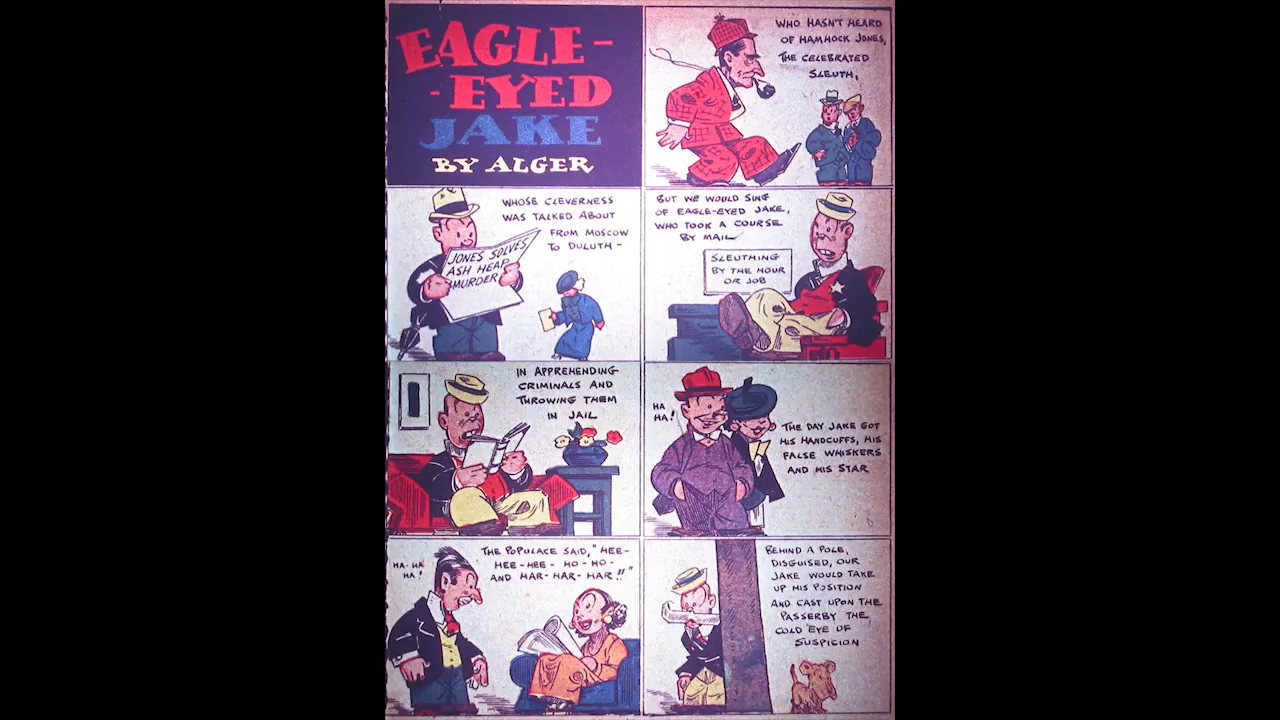 EAGLE-
-EYED
JAKE
BY ALGER
WHO HASN'T HEARD
OF HAMHOCK JONES,
THE CELEBRATED
SLEUTH,
WHOSE CLEVERNESS
WAS TALKED ABOUT
FROM MOSCOW
TO DULUTH-
JONES SOLVES
ASH HEAP
MURDER
BUT WE WOULD SING
OF EAGLE-EYED JAKE,
WHO TOOK A COURSE
BY MAIL
SLEUTHING
BY THE HOUR
OR JOB
IN APPREHENDING
CRIMINALS AND
THROWING THEM
IN JAIL
HA
HA!
THE DAY JAKE GOT
HIS HANDCUFFS, HIS
FALSE WHISKERS
AND HIS STAR
HA-HA
HA!
THE POPULACE SAID, "HEE-
HEE-HEE- HO-HO-
AND HAR-HAR-HAR!!"
BEHIND A POLE,
DISGUISED, OUR
JAKE WOULD TAKE
UP HIS POSITION
AND CAST UPON THE
PASSERBY THE
COLD EYE OF
SUSPICION